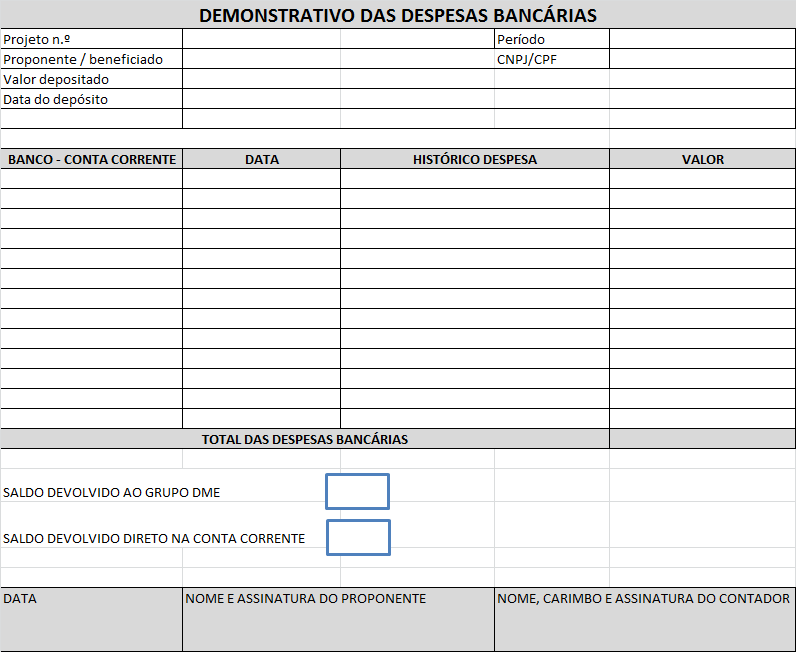 DEMONSTRATIVO DAS DESPESAS BANCÁRIAS
Projeto n.º Período
Proponente / beneficiado CNPJ/CPF
Valor depositado
Data do depósito
BANCO - CONTA CORRENTE DATA HISTÓRICO DESPESA VALOR
TOTAL DAS DESPESAS BANCÁRIAS
SALDO DEVOLVIDO AO GRUPO DME
SALDO DEVOLVIDO DIRETO NA CONTA CORRENTE
DATA NOME E ASSINATURA DO PROPONENTE NOME, CARIMBO E ASSINATURA DO CONTADOR